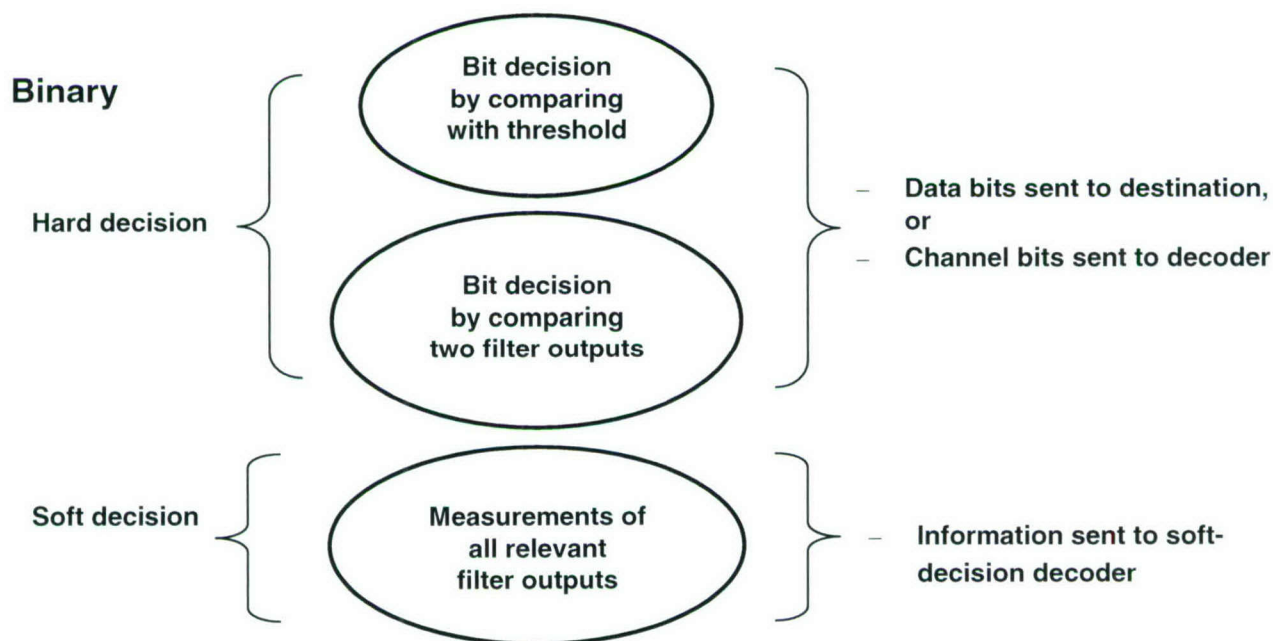 Binary
Bit decision
by comparing
with threshold
Hard decision
Bit decision
by comparing
two filter outputs
– Data bits sent to destination,
or
– Channel bits sent to decoder
Soft decision
Measurements of
all relevant
filter outputs
– Information sent to soft-
decision decoder